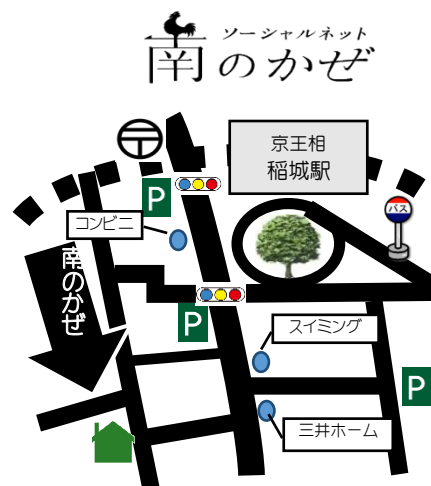 ソーシャルネット
南のかぜ
京王相
稲城駅
〒
P
バス
コンビニ
南のかぜ
P
スイミング
P
三井ホーム